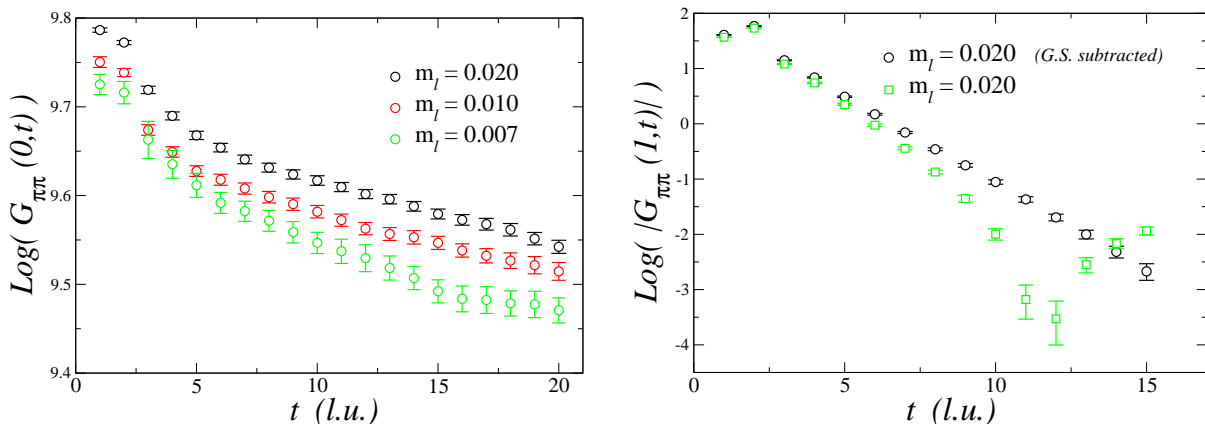 9.8
9.7
9.6
9.5
9.4
Log( G_ππ (0,t) )
m_l = 0.020
m_l = 0.010
m_l = 0.007
0 5 10 15 20
t (l.u.)
2
1
0
-1
-2
-3
-4
Log( |G_ππ (1,t)| )
m_l = 0.020 (G.S. subtracted)
m_l = 0.020
0 5 10 15
t (l.u.)